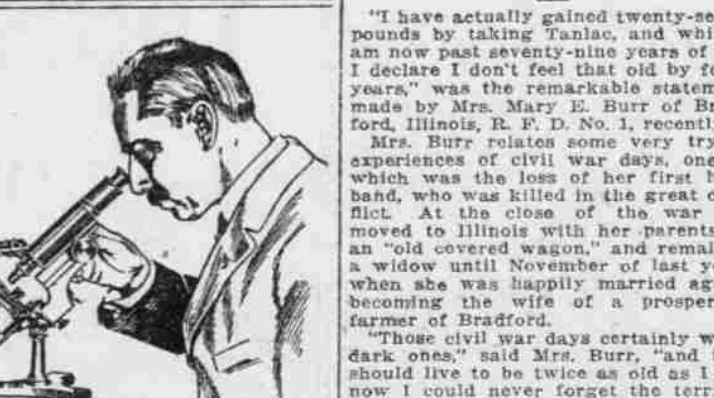 "I have actually gained twenty-se
pounds by taking Tanlac, and whi
am now past seventy-nine years of
I declare I don't feel that old by fo
years," was the remarkable statem
made by Mrs. Mary E. Burr of Br
ford, Illinois, R. F. D. No. 1, recently
Mrs. Burr relates some very try
experiences of civil war days, one
which was the loss of her first h
band, who was killed in the great c
flict. At the close of the war
moved to Illinois with her parents
an "old covered wagon," and remai
a widow until November of last y
when she was happily married ag
becoming the wife of a prosper
farmer of Bradford.
"Those civil war days certainly w
dark ones," said Mrs. Burr, "and
should live to be twice as old as I
now I could never forget the terr